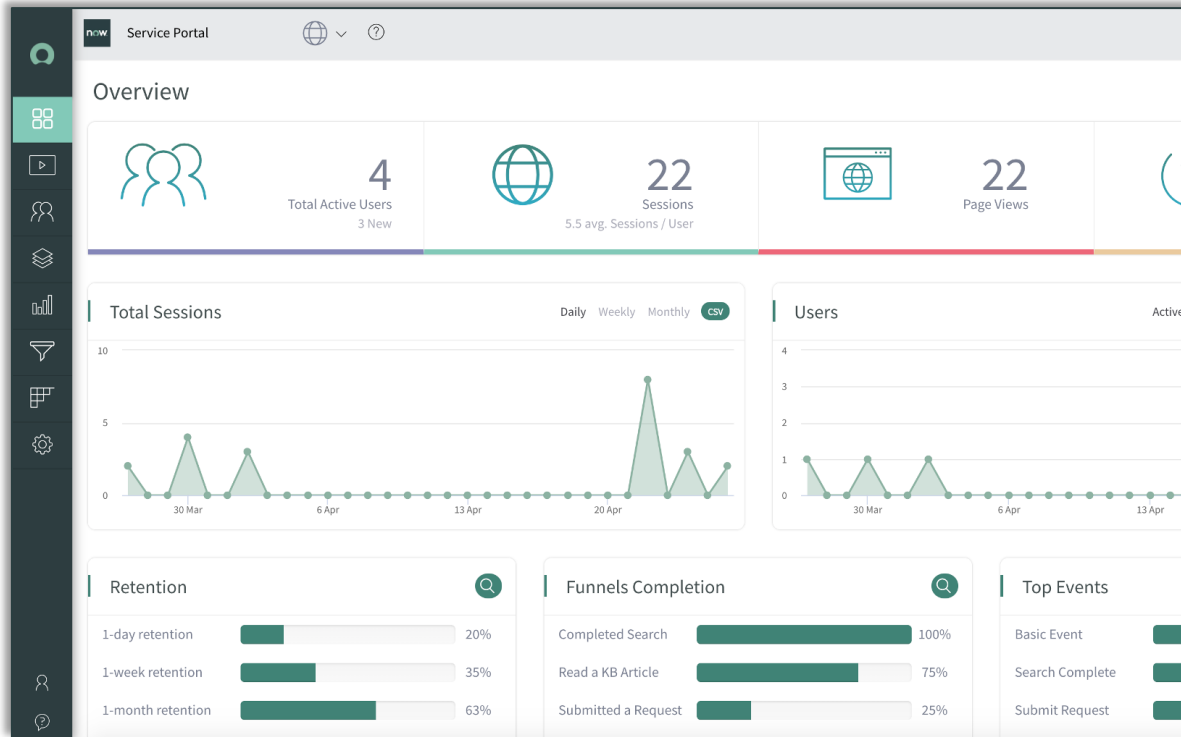 now Service Portal ?
Overview
4
Total Active Users
3 New
22
Sessions
5.5 avg. Sessions / User
22
Page Views
Total Sessions
Daily Weekly Monthly CSV
10
5
0
30 Mar 6 Apr 13 Apr 20 Apr
Users
Active
4
3
2
1
0
30 Mar 6 Apr 13 Apr
Retention
1-day retention 20%
1-week retention 35%
1-month retention 63%
Funnels Completion
Completed Search 100%
Read a KB Article 75%
Submitted a Request 25%
Top Events
Basic Event
Search Complete
Submit Request
?